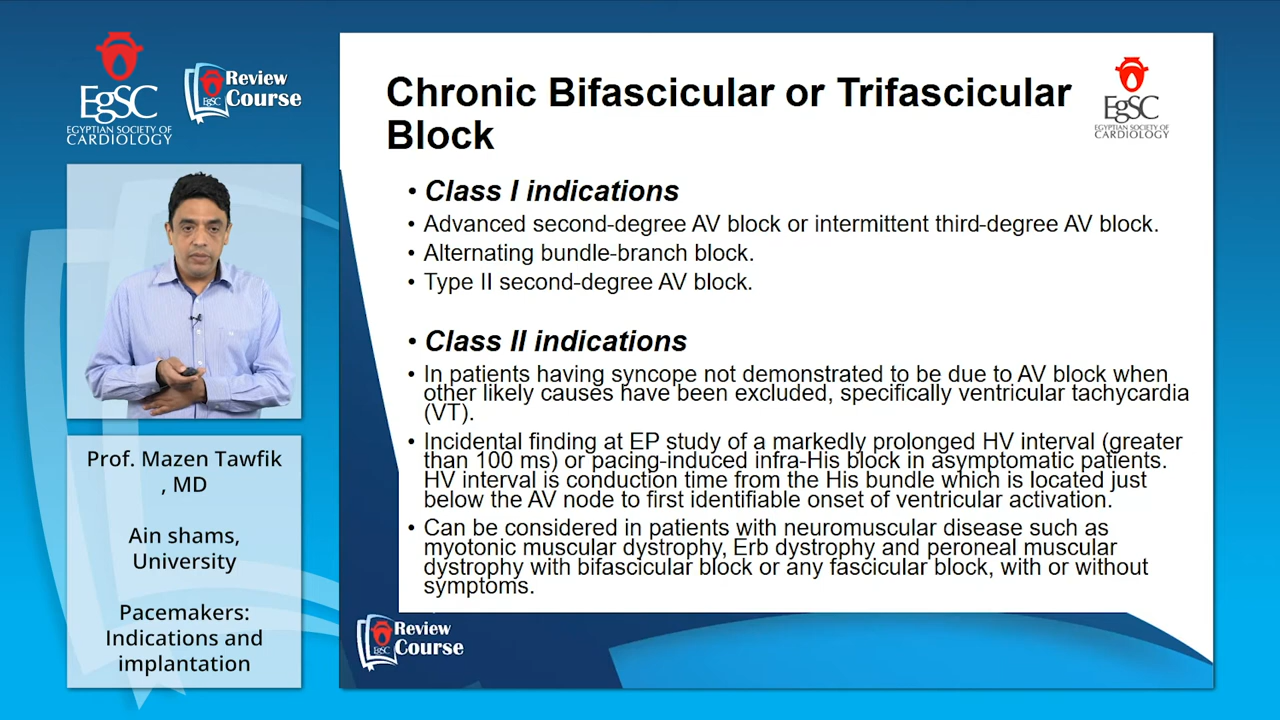 EgSC
EGYPTIAN SOCIETY OF
CARDIOLOGY
EgSC
Review
Course
Prof. Mazen Tawfik
, MD
Ain shams,
University
Pacemakers:
Indications and
implantation
Chronic Bifascicular or Trifascicular
Block
EgSC
EGYPTIAN SOCIETY OF
CARDIOLOGY
• Class I indications
• Advanced second-degree AV block or intermittent third-degree AV block.
• Alternating bundle-branch block.
• Type II second-degree AV block.
• Class II indications
• In patients having syncope not demonstrated to be due to AV block when
other likely causes have been excluded, specifically ventricular tachycardia
(VT).
• Incidental finding at EP study of a markedly prolonged HV interval (greater
than 100 ms) or pacing-induced infra-His block in asymptomatic patients.
HV interval is conduction time from the His bundle which is located just
below the AV node to first identifiable onset of ventricular activation.
• Can be considered in patients with neuromuscular disease such as
myotonic muscular dystrophy, Erb dystrophy and peroneal muscular
dystrophy with bifascicular block or any fascicular block, with or without
symptoms.
EgSC
Review
Course